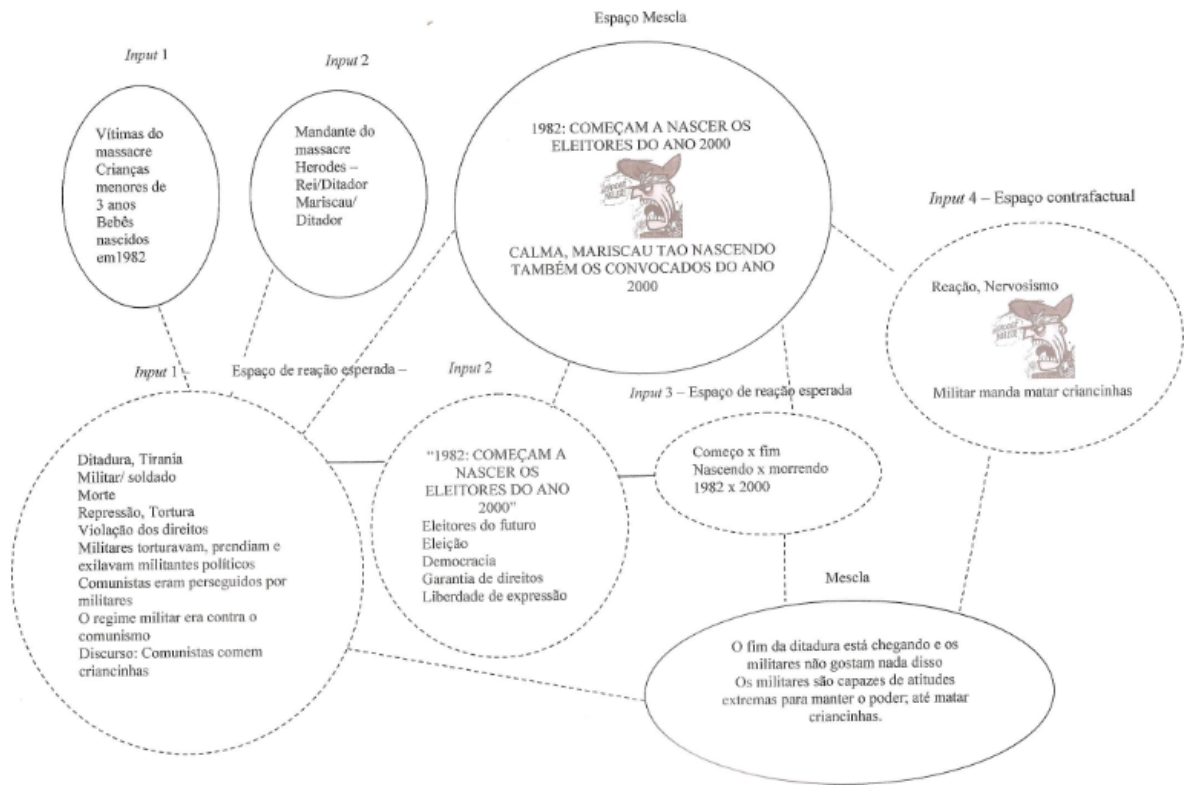 Espaço Mescla
Input 1
Input 2
Vítimas do
massacre
Crianças
menores de
3 anos
Bebês
nascidos
em1982
Mandante do
massacre
Herodes –
Rei/Ditador
Mariscau/
Ditador
1982: COMEÇAM A NASCER OS
ELEITORES DO ANO 2000
CALMA, MARISCAU TAO NASCENDO
TAMBÉM OS CONVOCADOS DO ANO
2000
Input 4 – Espaço contrafactual
Reação, Nervosismo
Militar manda matar criancinhas
Input 1 – Espaço de reação esperada –
Input 2
Input 3 – Espaço de reação esperada
Ditadura, Tirania
Militar/ soldado
Morte
Repressão, Tortura
Violação dos direitos
Militares torturavam, prendiam e
exilavam militantes políticos
Comunistas eram perseguidos por
militares
O regime militar era contra o
comunismo
Discurso: Comunistas comem
criancinhas
"1982: COMEÇAM A
NASCER OS
ELEITORES DO ANO
2000"
Eleitores do futuro
Eleição
Democracia
Garantia de direitos
Liberdade de expressão
Começo x fim
Nascendo x morrendo
1982 x 2000
Mescla
O fim da ditadura está chegando e os
militares não gostam nada disso
Os militares são capazes de atitudes
extremas para manter o poder; até matar
criancinhas.